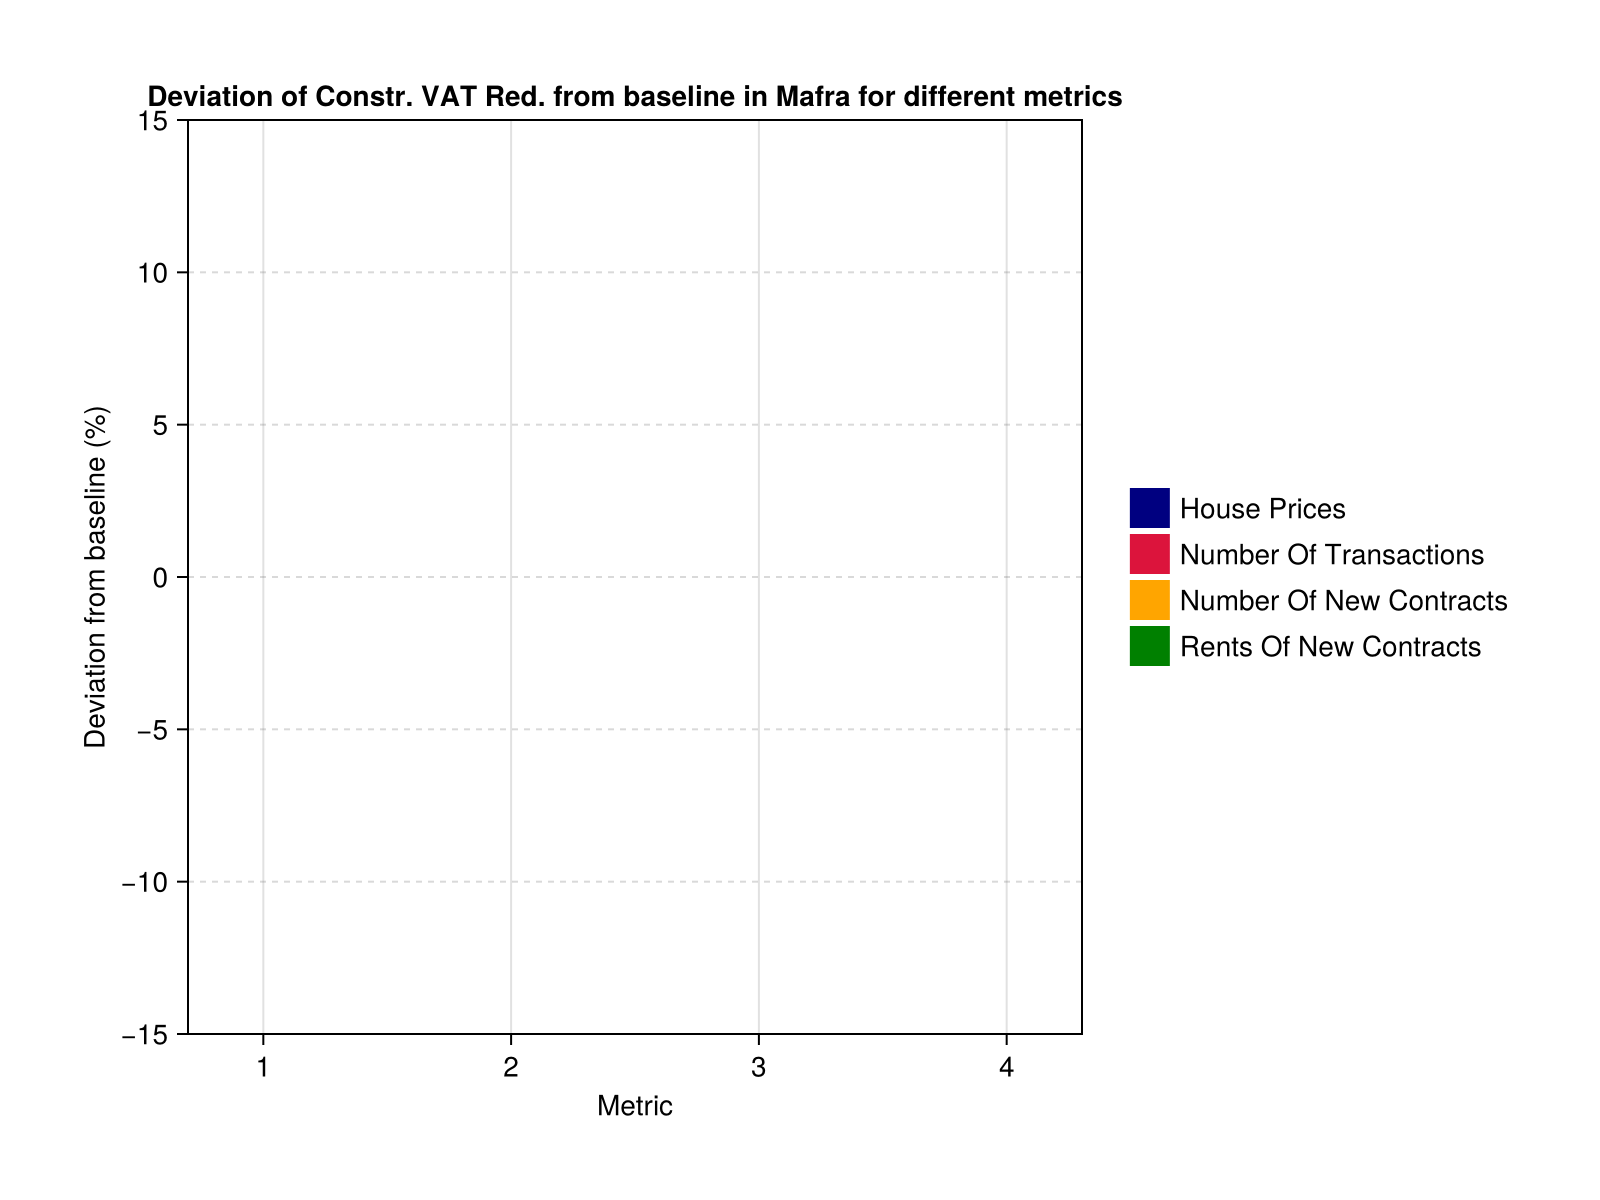 Deviation of Constr. VAT Red. from baseline in Mafra for different metrics
Deviation from baseline (%)
15
10
5
0
−5
−10
−15
1 2 3 4
Metric
House Prices
Number Of Transactions
Number Of New Contracts
Rents Of New Contracts